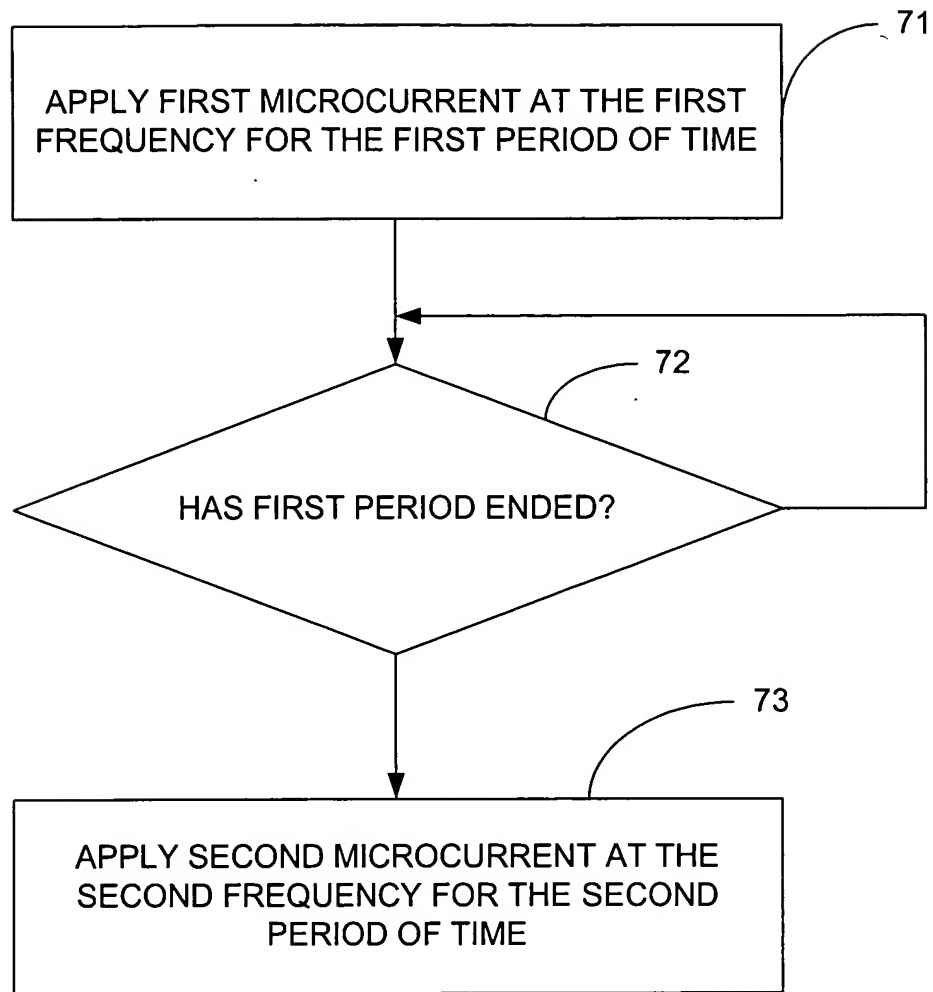 71
APPLY FIRST MICROCURRENT AT THE FIRST
FREQUENCY FOR THE FIRST PERIOD OF TIME
72
HAS FIRST PERIOD ENDED?
73
APPLY SECOND MICROCURRENT AT THE
SECOND FREQUENCY FOR THE SECOND
PERIOD OF TIME